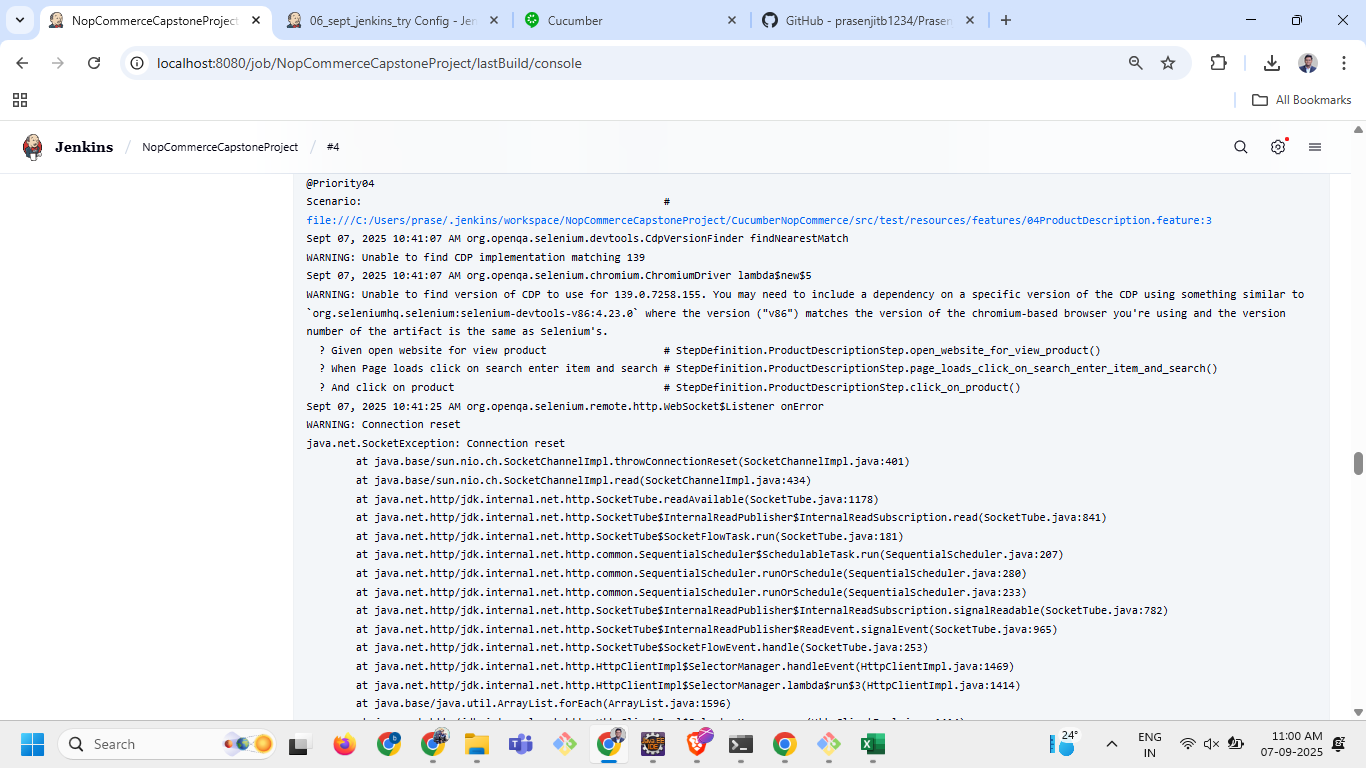 NopCommerceCapstoneProject
06_sept_jenkins_try Config - Jen
Cucumber
GitHub - prasenjitb1234/Prasen
localhost:8080/job/NopCommerceCapstoneProject/lastBuild/console
All Bookmarks
Jenkins / NopCommerceCapstoneProject / #4
@Priority04
Scenario: #
file:///C:/Users/prase/.jenkins/workspace/NopCommerceCapstoneProject/CucumberNopCommerce/src/test/resources/features/04ProductDescription.feature:3
Sept 07, 2025 10:41:07 AM org.openqa.selenium.devtools.CdpVersionFinder findNearestMatch
WARNING: Unable to find CDP implementation matching 139
Sept 07, 2025 10:41:07 AM org.openqa.selenium.chromium.ChromiumDriver lambda$new$5
WARNING: Unable to find version of CDP to use for 139.0.7258.155. You may need to include a dependency on a specific version of the CDP using something similar to
`org.seleniumhq.selenium:selenium-devtools-v86:4.23.0` where the version ("v86") matches the version of the chromium-based browser you're using and the version
number of the artifact is the same as Selenium's.
? Given open website for view product # StepDefinition.ProductDescriptionStep.open_website_for_view_product()
? When Page loads click on search enter item and search # StepDefinition.ProductDescriptionStep.page_loads_click_on_search_enter_item_and_search()
? And click on product # StepDefinition.ProductDescriptionStep.click_on_product()
Sept 07, 2025 10:41:25 AM org.openqa.selenium.remote.http.WebSocket$Listener onError
WARNING: Connection reset
java.net.SocketException: Connection reset
at java.base/sun.nio.ch.SocketChannelImpl.throwConnectionReset(SocketChannelImpl.java:401)
at java.base/sun.nio.ch.SocketChannelImpl.read(SocketChannelImpl.java:434)
at java.net.http/jdk.internal.net.http.SocketTube.readAvailable(SocketTube.java:1178)
at java.net.http/jdk.internal.net.http.SocketTube$InternalReadPublisher$InternalReadSubscription.read(SocketTube.java:841)
at java.net.http/jdk.internal.net.http.SocketTube$SocketFlowTask.run(SocketTube.java:181)
at java.net.http/jdk.internal.net.http.common.SequentialScheduler$SchedulableTask.run(SequentialScheduler.java:207)
at java.net.http/jdk.internal.net.http.common.SequentialScheduler.runOrSchedule(SequentialScheduler.java:280)
at java.net.http/jdk.internal.net.http.common.SequentialScheduler.runOrSchedule(SequentialScheduler.java:233)
at java.net.http/jdk.internal.net.http.SocketTube$InternalReadPublisher$InternalReadSubscription.signalReadable(SocketTube.java:782)
at java.net.http/jdk.internal.net.http.SocketTube$InternalReadPublisher$ReadEvent.signalEvent(SocketTube.java:965)
at java.net.http/jdk.internal.net.http.SocketTube$SocketFlowEvent.handle(SocketTube.java:253)
at java.net.http/jdk.internal.net.http.HttpClientImpl$SelectorManager.handleEvent(HttpClientImpl.java:1469)
at java.net.http/jdk.internal.net.http.HttpClientImpl$SelectorManager.lambda$run$3(HttpClientImpl.java:1414)
at java.base/java.util.ArrayList.forEach(ArrayList.java:1596)
Search
24°
ENG
IN
11:00 AM
07-09-2025